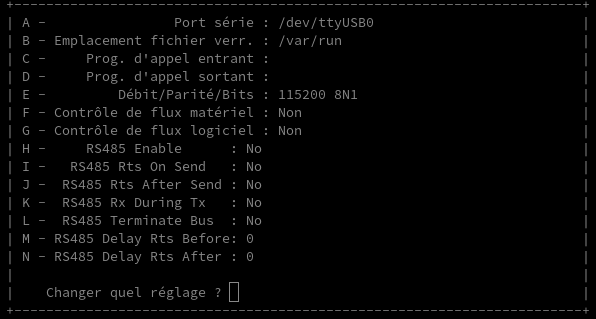 A - Port série : /dev/ttyUSB0
B - Emplacement fichier verr. : /var/run
C - Prog. d'appel entrant :
D - Prog. d'appel sortant :
E - Débit/Parité/Bits : 115200 8N1
F - Contrôle de flux matériel : Non
G - Contrôle de flux logiciel : Non
H - RS485 Enable : No
I - RS485 Rts On Send : No
J - RS485 Rts After Send : No
K - RS485 Rx During Tx : No
L - RS485 Terminate Bus : No
M - RS485 Delay Rts Before: 0
N - RS485 Delay Rts After : 0
Changer quel réglage ?